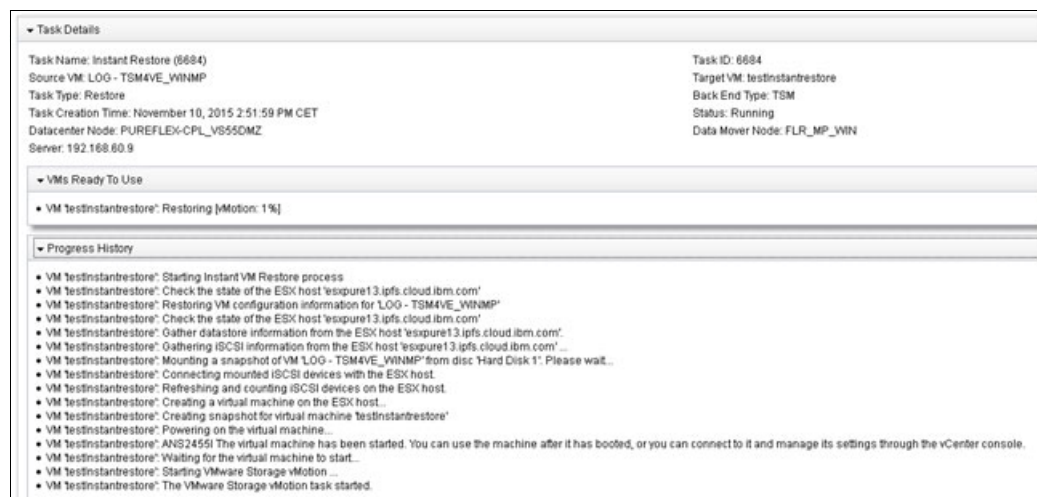 Task Details
Task Name: Instant Restore (6684)
Task ID: 6684
Source VM: LOG - TSM4VE_WINMP
Target VM: testinstantrestore
Task Type: Restore
Back End Type: TSM
Task Creation Time: November 10, 2015 2:51:59 PM CET
Status: Running
Datacenter Node: PUREFLEX-CPL_VS55DMZ
Data Mover Node: FLR_MP_WIN
Server: 192.168.60.9
VMs Ready To Use
• VM 'testinstantrestore': Restoring [vMotion: 1%]
Progress History
• VM 'testinstantrestore': Starting Instant VM Restore process
• VM 'testinstantrestore': Check the state of the ESX host 'esxpure13.ipfs.cloud.ibm.com'
• VM 'testinstantrestore': Restoring VM configuration information for 'LOG - TSM4VE_WINMP'
• VM 'testinstantrestore': Check the state of the ESX host 'esxpure13.ipfs.cloud.ibm.com'
• VM 'testinstantrestore': Gather datastore information from the ESX host 'esxpure13.ipfs.cloud.ibm.com'.
• VM 'testinstantrestore': Gathering iSCSI information from the ESX host 'esxpure13.ipfs.cloud.ibm.com' ...
• VM 'testinstantrestore': Mounting a snapshot of VM 'LOG - TSM4VE_WINMP' from disc 'Hard Disk 1'. Please wait...
• VM 'testinstantrestore': Connecting mounted iSCSI devices with the ESX host.
• VM 'testinstantrestore': Refreshing and counting iSCSI devices on the ESX host.
• VM 'testinstantrestore': Creating a virtual machine on the ESX host...
• VM 'testinstantrestore': Creating snapshot for virtual machine 'testinstantrestore'
• VM 'testinstantrestore': Powering on the virtual machine...
• VM 'testinstantrestore': ANS2455I The virtual machine has been started. You can use the machine after it has booted, or you can connect to it and manage its settings through the vCenter console.
• VM 'testinstantrestore': Waiting for the virtual machine to start...
• VM 'testinstantrestore': Starting VMware Storage vMotion ...
• VM 'testinstantrestore': The VMware Storage vMotion task started.